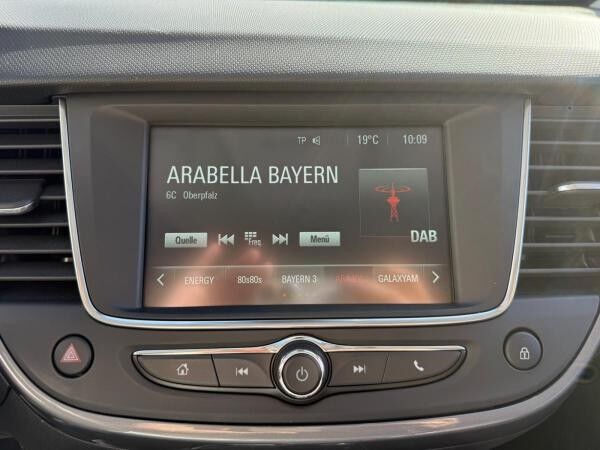 TP 19°C 10:09
ARABELLA BAYERN
6C Oberpfalz
Quelle Freq. Menü DAB
ENERGY 80s80s BAYERN 3 GALAXYAM